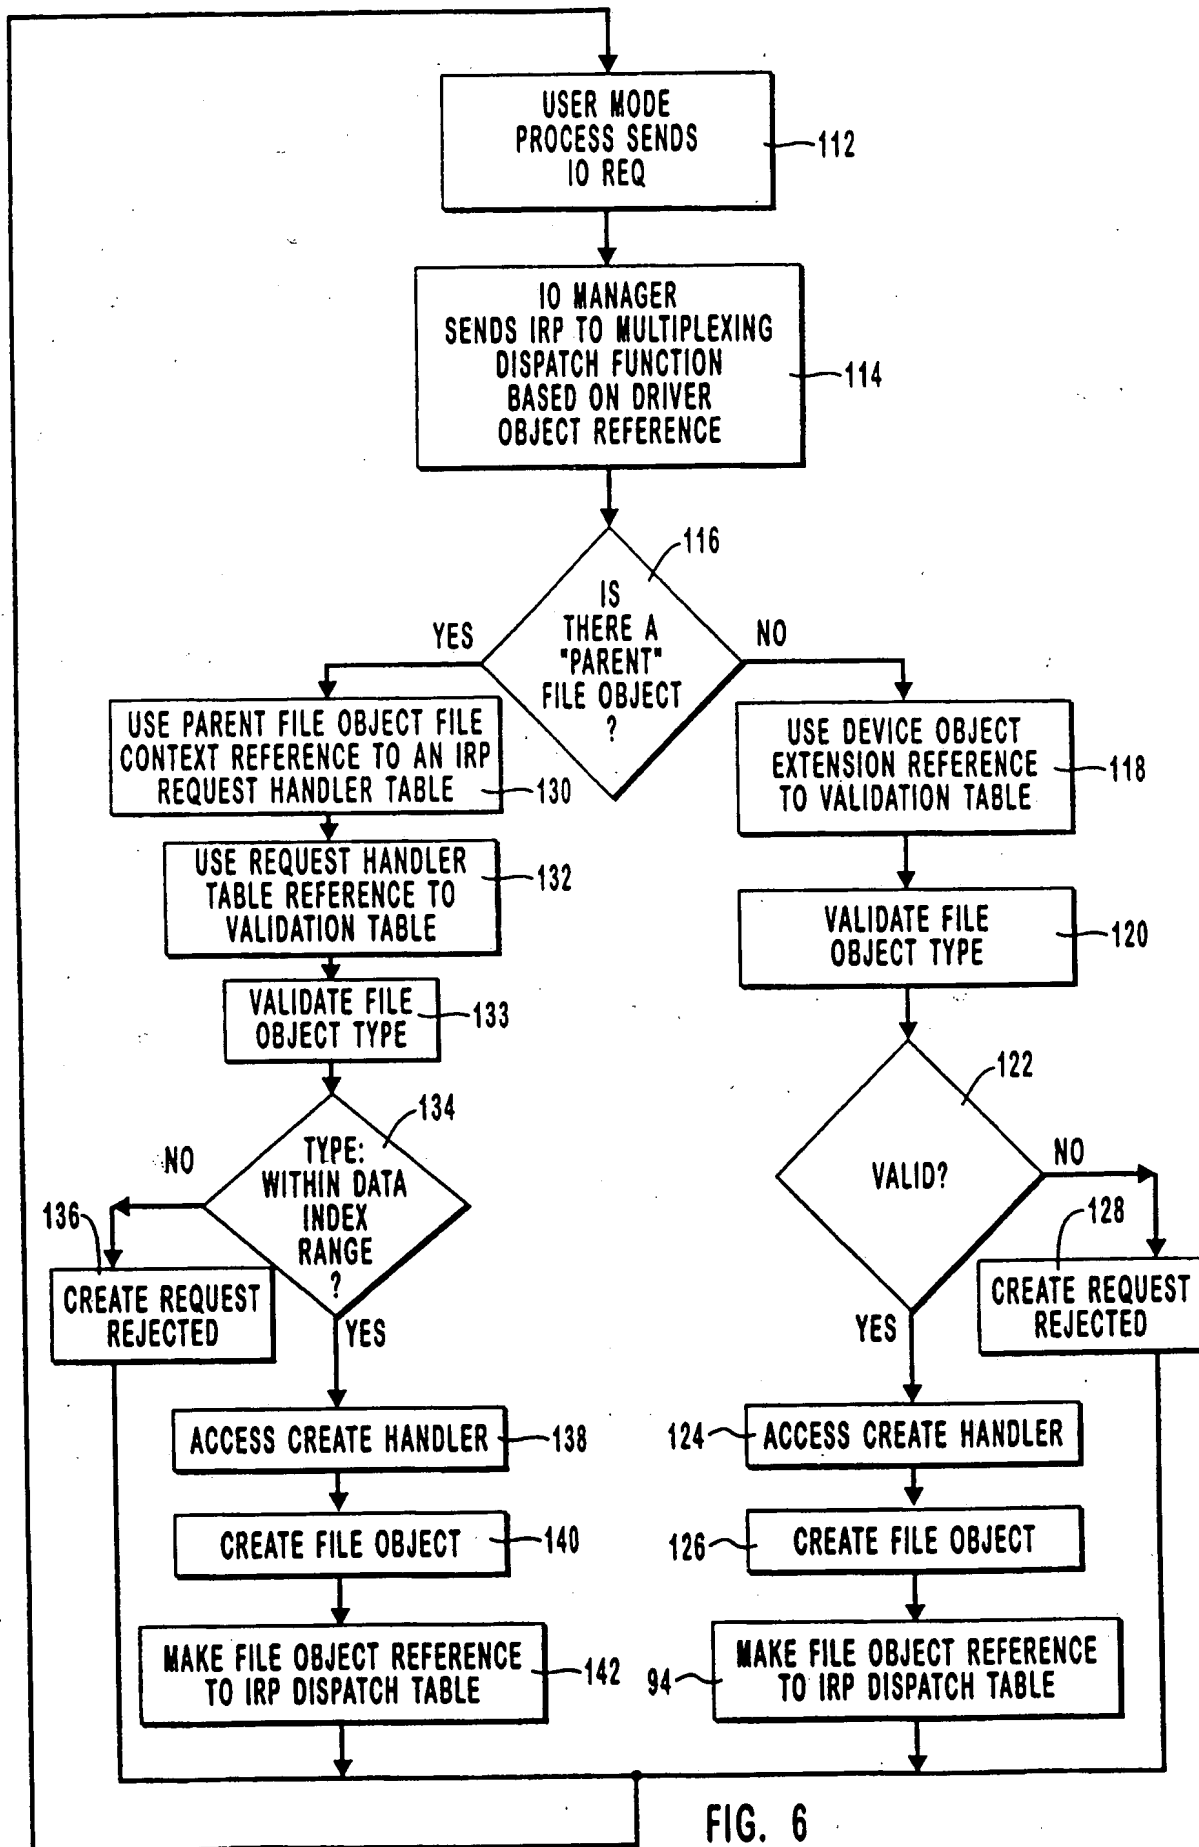 USER MODE
PROCESS SENDS
IO REQ
112
IO MANAGER
SENDS IRP TO MULTIPLEXING
DISPATCH FUNCTION
BASED ON DRIVER
OBJECT REFERENCE
114
116
IS
THERE A
"PARENT"
FILE OBJECT
?
YES
NO
USE PARENT FILE OBJECT FILE
CONTEXT REFERENCE TO AN IRP
REQUEST HANDLER TABLE
130
USE REQUEST HANDLER
TABLE REFERENCE TO
VALIDATION TABLE
132
VALIDATE FILE
OBJECT TYPE
133
134
TYPE:
WITHIN DATA
INDEX
RANGE
?
NO
136
CREATE REQUEST
REJECTED
YES
ACCESS CREATE HANDLER
138
CREATE FILE OBJECT
140
MAKE FILE OBJECT REFERENCE
TO IRP DISPATCH TABLE
142
USE DEVICE OBJECT
EXTENSION REFERENCE
TO VALIDATION TABLE
118
VALIDATE FILE
OBJECT TYPE
120
122
VALID?
NO
128
CREATE REQUEST
REJECTED
YES
124
ACCESS CREATE HANDLER
126
CREATE FILE OBJECT
94
MAKE FILE OBJECT REFERENCE
TO IRP DISPATCH TABLE
FIG. 6